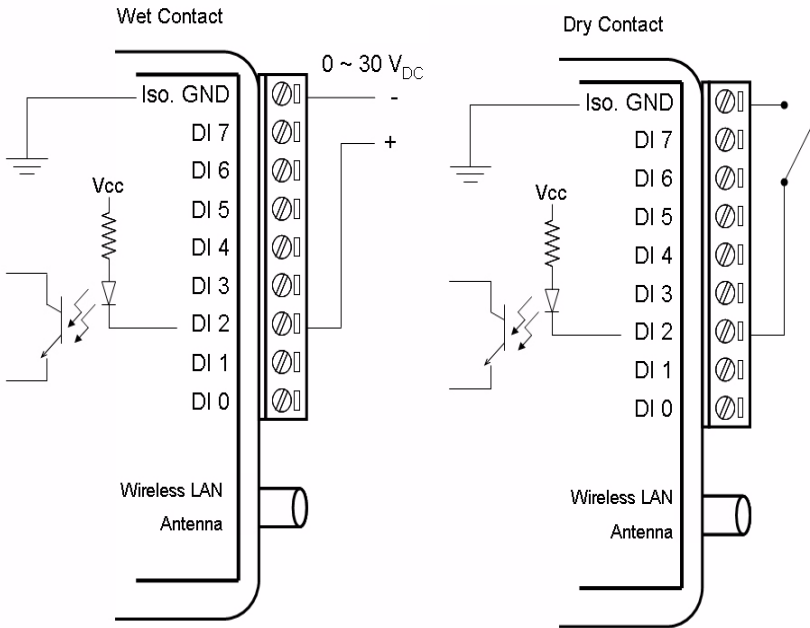 Wet Contact
0 ~ 30 VDC
Iso. GND
-
DI 7
+
DI 6
Vcc
DI 5
DI 4
DI 3
DI 2
DI 1
DI 0
Wireless LAN
Antenna
Dry Contact
Iso. GND
DI 7
DI 6
Vcc
DI 5
DI 4
DI 3
DI 2
DI 1
DI 0
Wireless LAN
Antenna